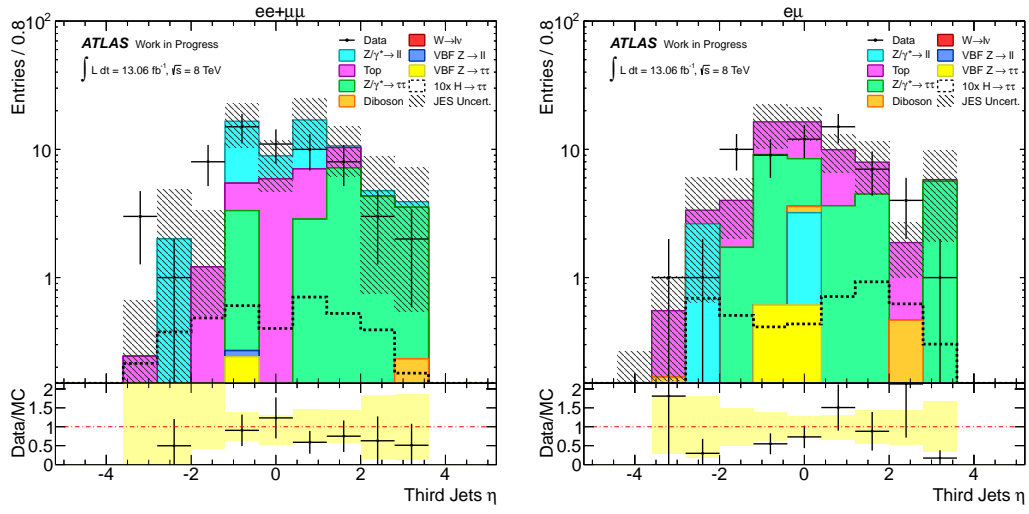 ee+μμ
Entries / 0.8
10²
10
1
ATLAS Work in Progress
∫ L dt = 13.06 fb⁻¹, √s = 8 TeV
Data
Z/γ*→ ll
Top
Z/γ*→ ττ
Diboson
W→lν
VBF Z→ ll
VBF Z → ττ
10x H→ττ
JES Uncert.
Data/MC
2
1.5
1
0.5
0
-4 -2 0 2 4
Third Jets η
eμ
Entries / 0.8
10²
10
1
ATLAS Work in Progress
∫ L dt = 13.06 fb⁻¹, √s = 8 TeV
Data
Z/γ*→ ll
Top
Z/γ*→ ττ
Diboson
W→lν
VBF Z→ ll
VBF Z → ττ
10x H→ττ
JES Uncert.
Data/MC
2
1.5
1
0.5
0
-4 -2 0 2 4
Third Jets η